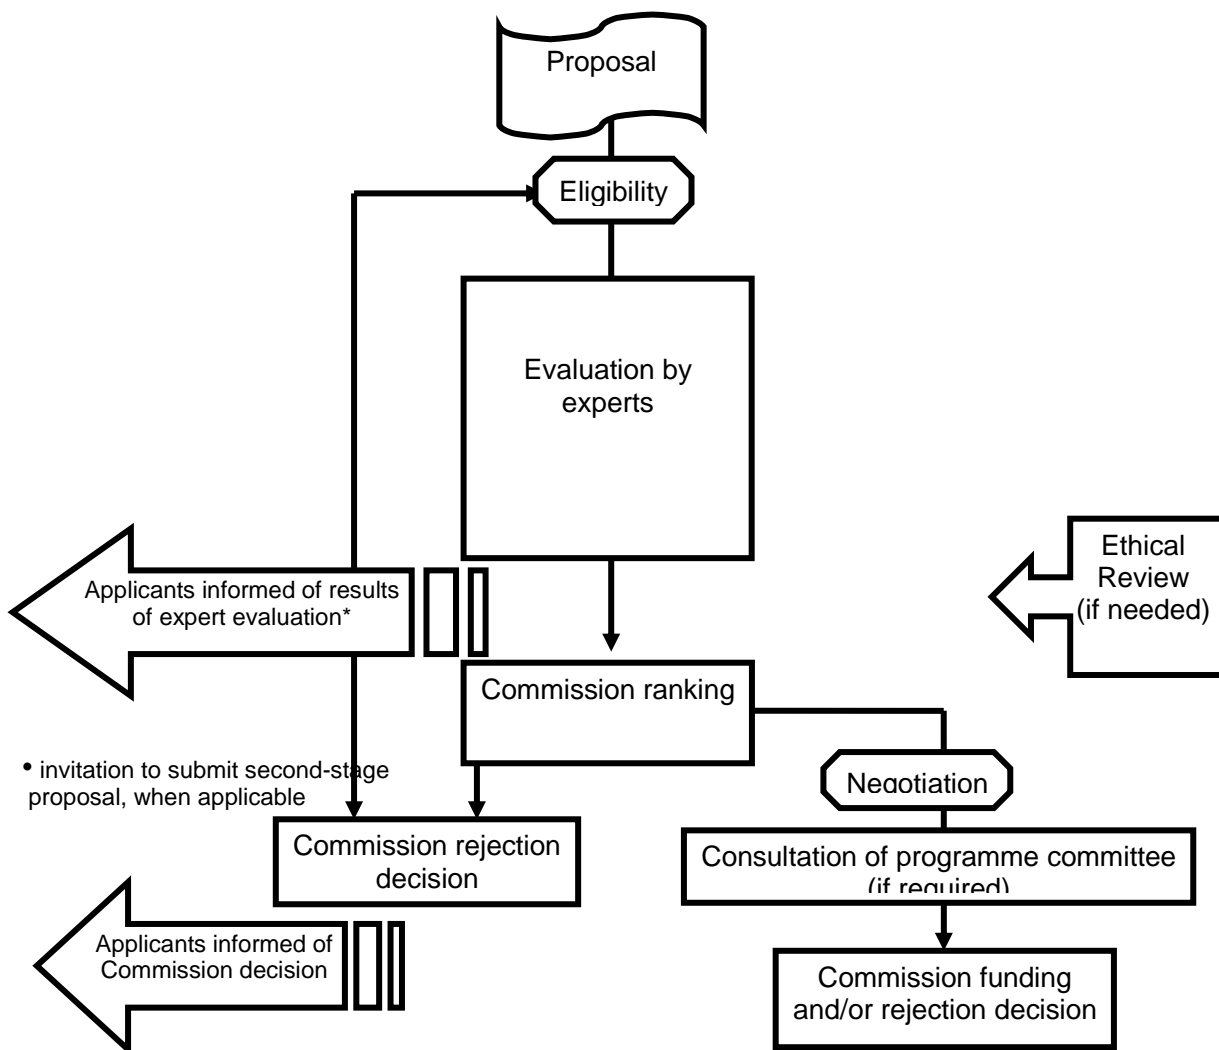 Proposal
Eligibility
Evaluation by
experts
Ethical
Review
(if needed)
Applicants informed of results
of expert evaluation*
Commission ranking
• invitation to submit second-stage
proposal, when applicable
Negotiation
Commission rejection
decision
Consultation of programme committee
(if required)
Applicants informed of
Commission decision
Commission funding
and/or rejection decision